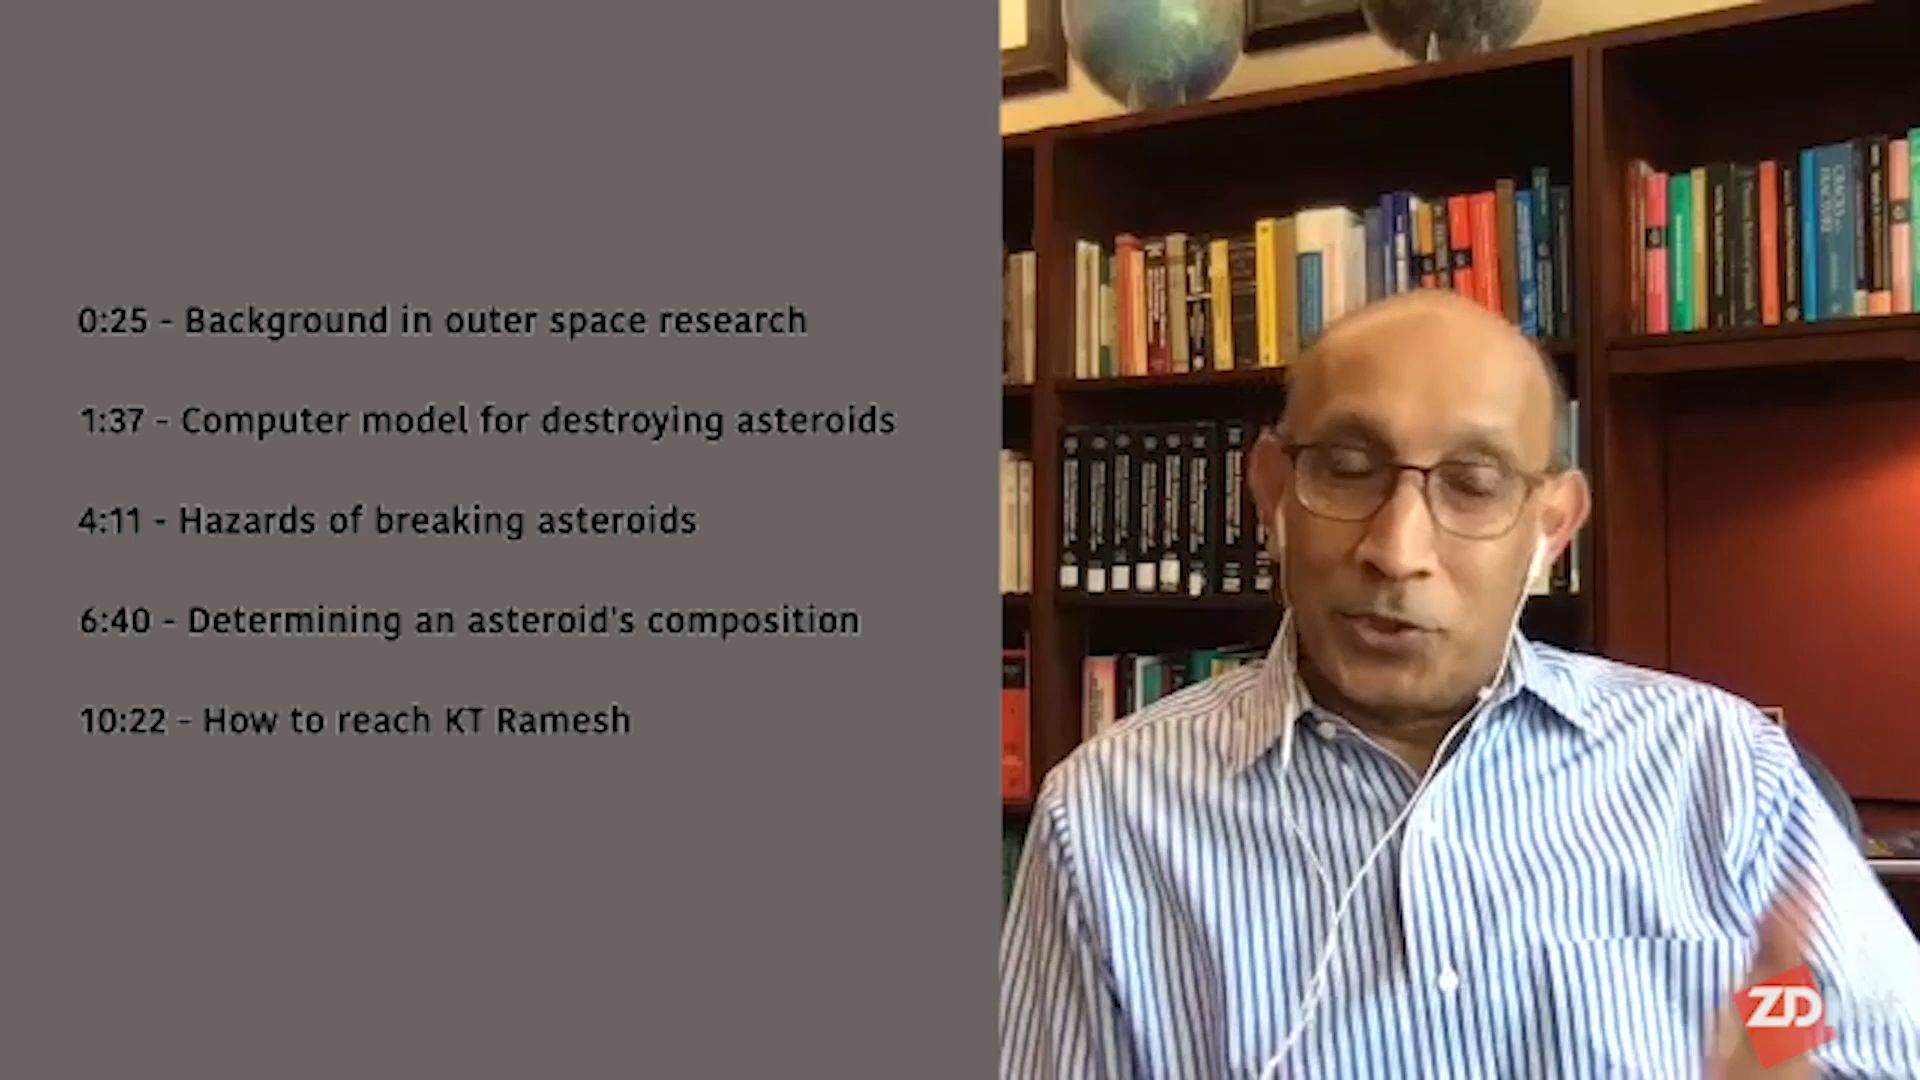 0:25 - Background in outer space research
1:37 - Computer model for destroying asteroids
4:11 - Hazards of breaking asteroids
6:40 - Determining an asteroid's composition
10:22 - How to reach KT Ramesh
ZD